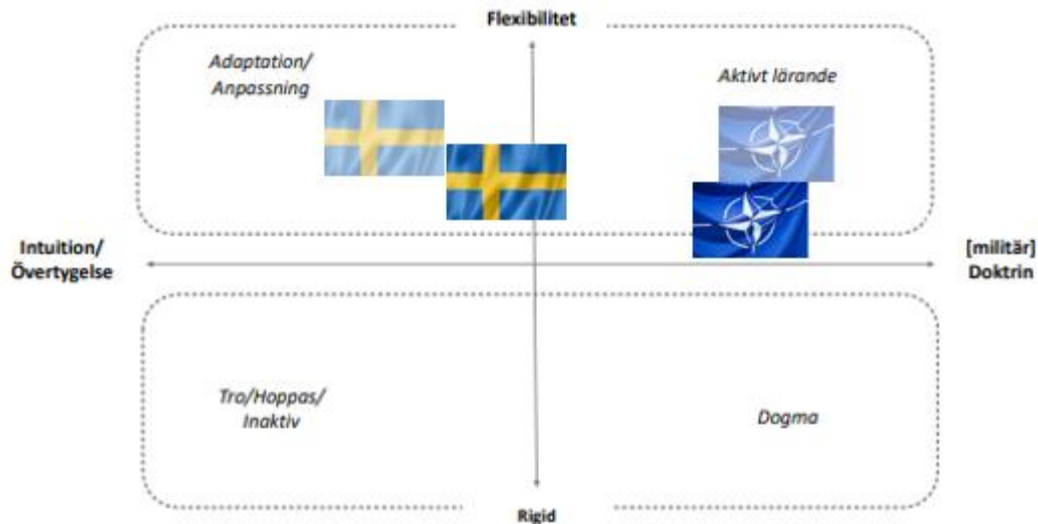 Flexibilitet
Adaptation/
Anpassning
Aktivt lärande
Intuition/
Övertygelse
[militär]
Doktrin
Tro/Hoppas/
Inaktiv
Dogma
Rigid